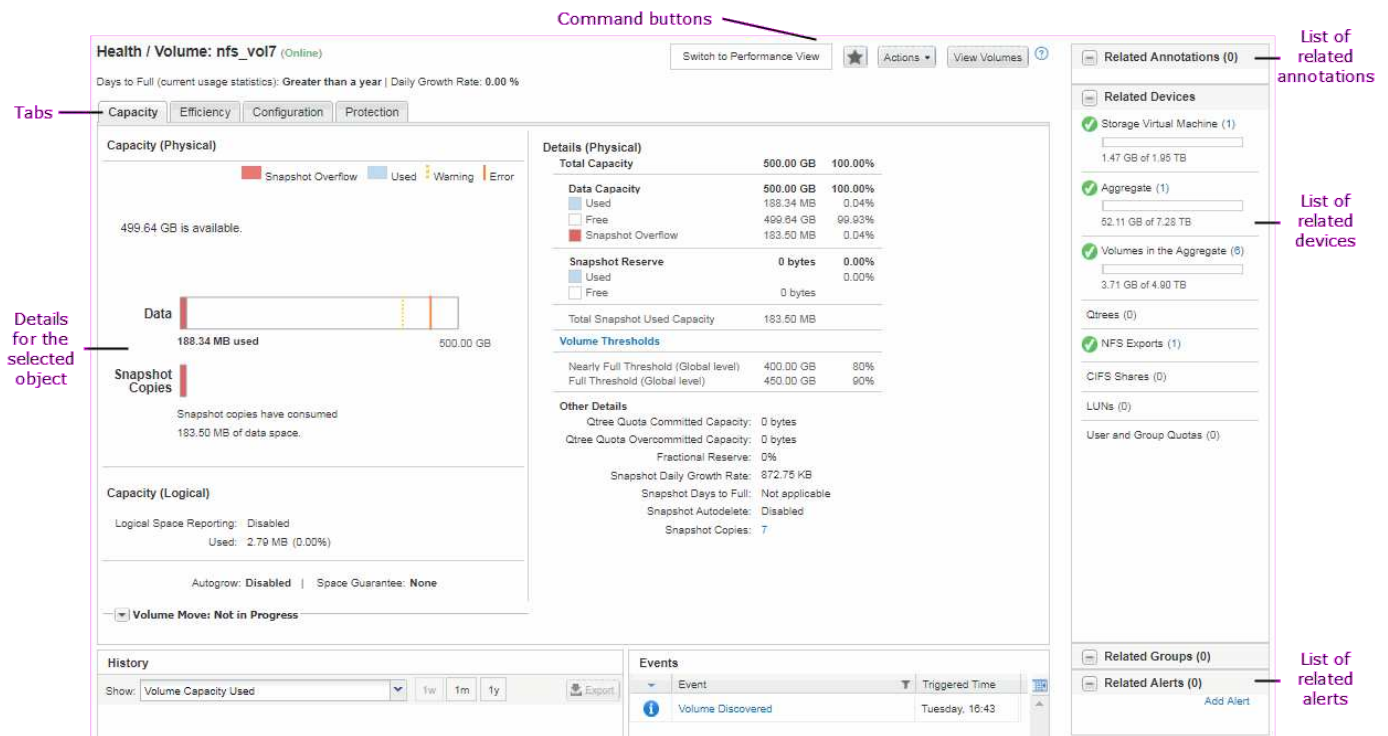 Command buttons
Health / Volume: nfs_vol7 (Online)
Switch to Performance View
Actions
View Volumes
?
Days to Full (current usage statistics): Greater than a year | Daily Growth Rate: 0.00 %
Tabs
Capacity
Efficiency
Configuration
Protection
Capacity (Physical)
Snapshot Overflow
Used
Warning
Error
499.64 GB is available.
Data
188.34 MB used
500.00 GB
Details
for the
selected
object
Snapshot
Copies
Snapshot copies have consumed
183.50 MB of data space.
Capacity (Logical)
Logical Space Reporting: Disabled
Used: 2.79 MB (0.00%)
Autogrow: Disabled | Space Guarantee: None
Volume Move: Not in Progress
Details (Physical)
Total Capacity 500.00 GB 100.00%
Data Capacity 500.00 GB 100.00%
Used 188.34 MB 0.04%
Free 499.64 GB 99.93%
Snapshot Overflow 183.50 MB 0.04%
Snapshot Reserve 0 bytes 0.00%
Used 0.00%
Free 0 bytes
Total Snapshot Used Capacity 183.50 MB
Volume Thresholds
Nearly Full Threshold (Global level) 400.00 GB 80%
Full Threshold (Global level) 450.00 GB 90%
Other Details
Qtree Quota Committed Capacity: 0 bytes
Qtree Quota Overcommitted Capacity: 0 bytes
Fractional Reserve: 0%
Snapshot Daily Growth Rate: 872.75 KB
Snapshot Days to Full: Not applicable
Snapshot Autodelete: Disabled
Snapshot Copies: 7
History
Show: Volume Capacity Used
1w
1m
1y
Export
Events
Event
Triggered Time
Volume Discovered
Tuesday, 16:43
Related Annotations (0)
List of
related
annotations
Related Devices
Storage Virtual Machine (1)
1.47 GB of 1.95 TB
Aggregate (1)
52.11 GB of 7.28 TB
List of
related
devices
Volumes in the Aggregate (6)
3.71 GB of 4.90 TB
Qtrees (0)
NFS Exports (1)
CIFS Shares (0)
LUNs (0)
User and Group Quotas (0)
Related Groups (0)
Related Alerts (0)
Add Alert
List of
related
alerts